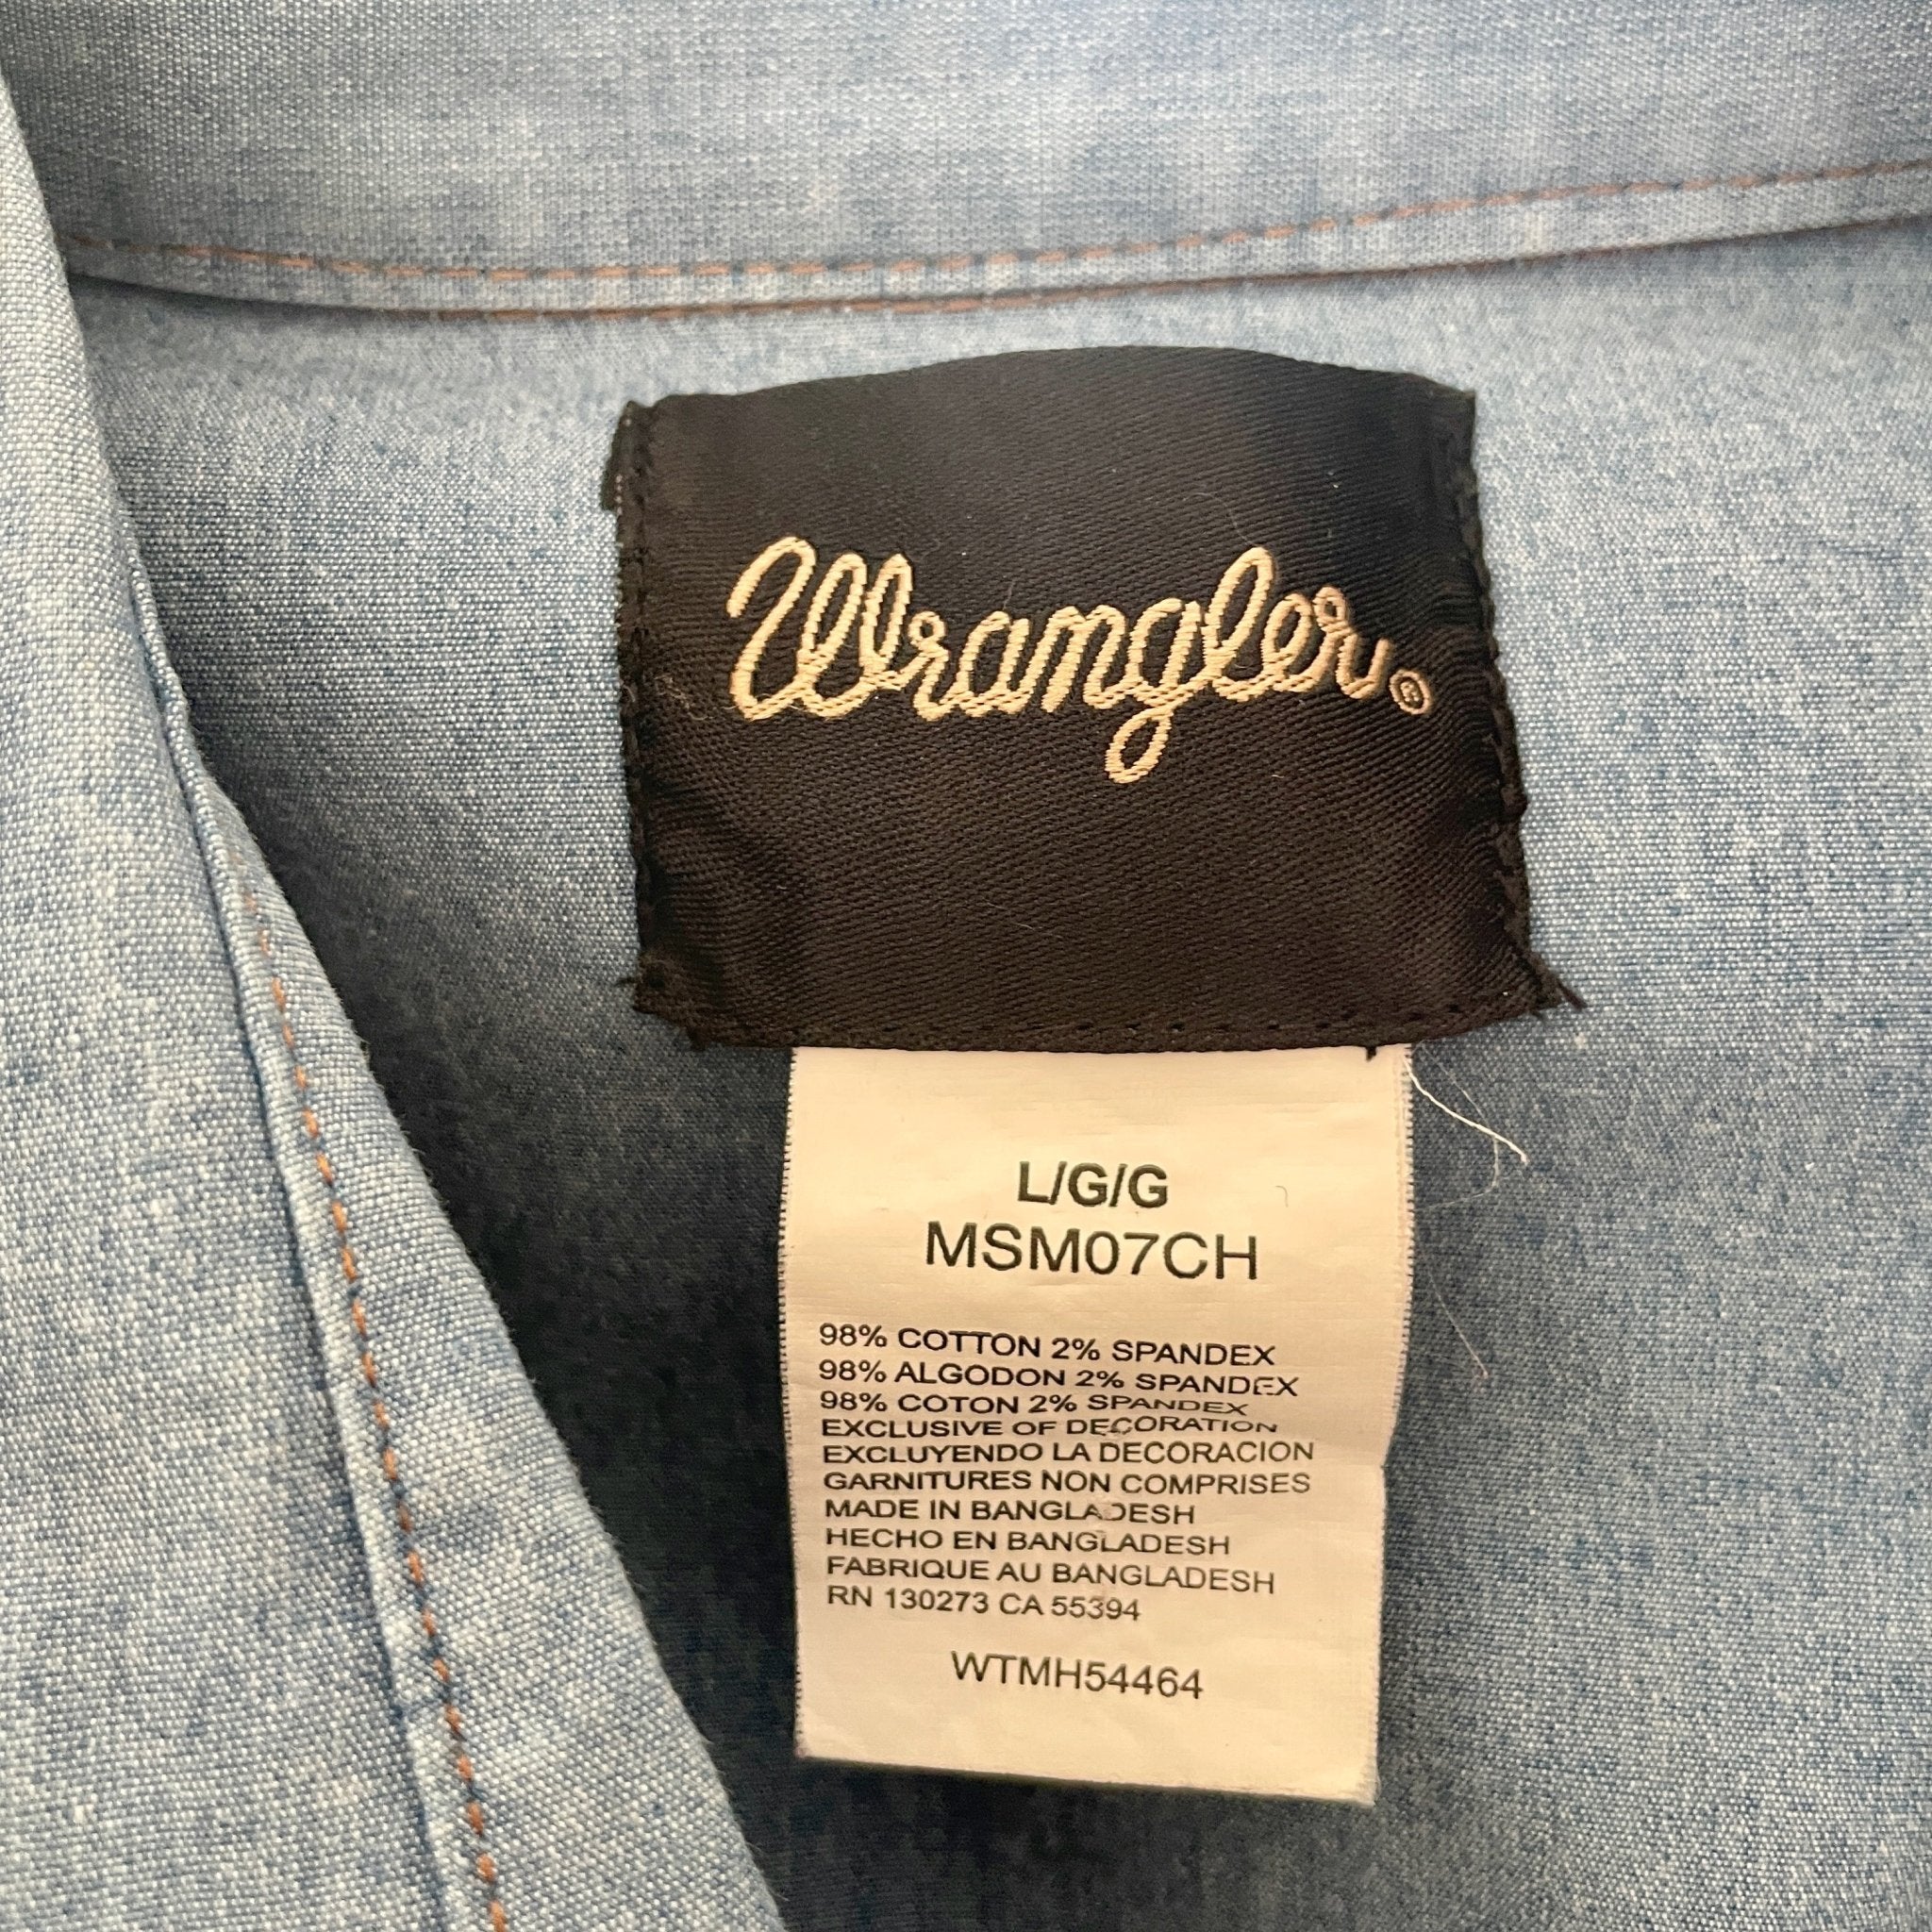 Wrangler®
L/G/G
MSM07CH
98% COTTON 2% SPANDEX
98% ALGODON 2% SPANDEX
98% COTON 2% SPANDEX
EXCLUSIVE OF DECORATION
EXCLUYENDO LA DECORACION
GARNITURES NON COMPRISES
MADE IN BANGLADESH
HECHO EN BANGLADESH
FABRIQUE AU BANGLADESH
RN 130273 CA 55394
WTMH54464